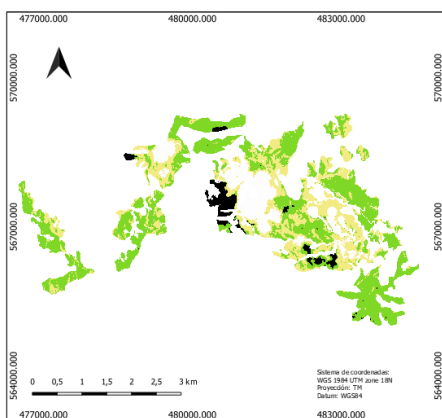 477000.000 480000.000 483000.000
570000.000 570000.000
567000.000 567000.000
564000.000 564000.000
0 0,5 1 1,5 2 2,5 3 km
Sistema de coordenadas:
WGS 1984 UTM zone 18N
Proyección: TM
Datum: WGS84
477000.000 480000.000 483000.000